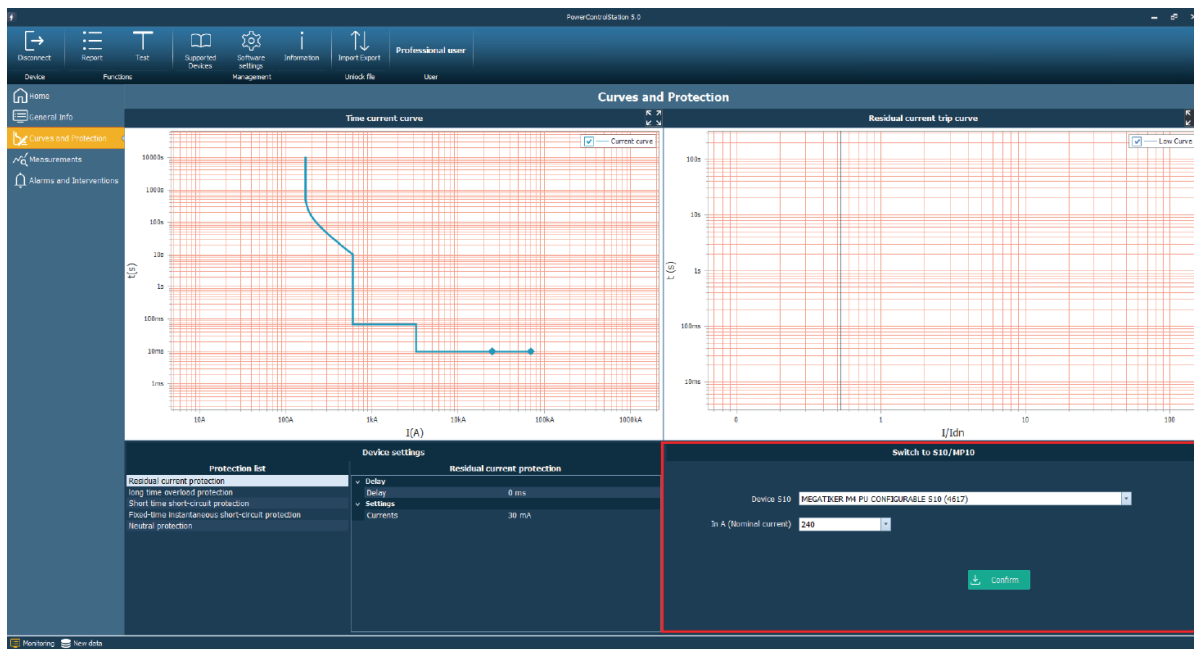 PowerControlStation 5.0
Disconnect
Report
Test
Supported Devices
Software settings
Information
Import Export
Professional user
Device
Functions
Management
Unlock file
User
Home
General Info
Curves and Protection
Measurements
Alarms and Interventions
Curves and Protection
Time current curve
Current curve
10000s
1000s
100s
10s
1s
100ms
10ms
1ms
t(s)
10A
100A
1kA
10kA
100kA
1000kA
I(A)
Residual current trip curve
Low Curve
100s
10s
1s
100ms
10ms
t(s)
0
1
10
100
I/Idn
Device settings
Protection list
Residual current protection
long time overload protection
Short time short-circuit protection
Fixed-time instantaneous short-circuit protection
Neutral protection
Residual current protection
Delay
Delay 0 ms
Settings
Currents 30 mA
Switch to S10/MP10
Device S10 MEGATIKER M4 PU CONFIGURABLE S10 (4617)
In A (Nominal current) 240
Confirm
Monitoring New data